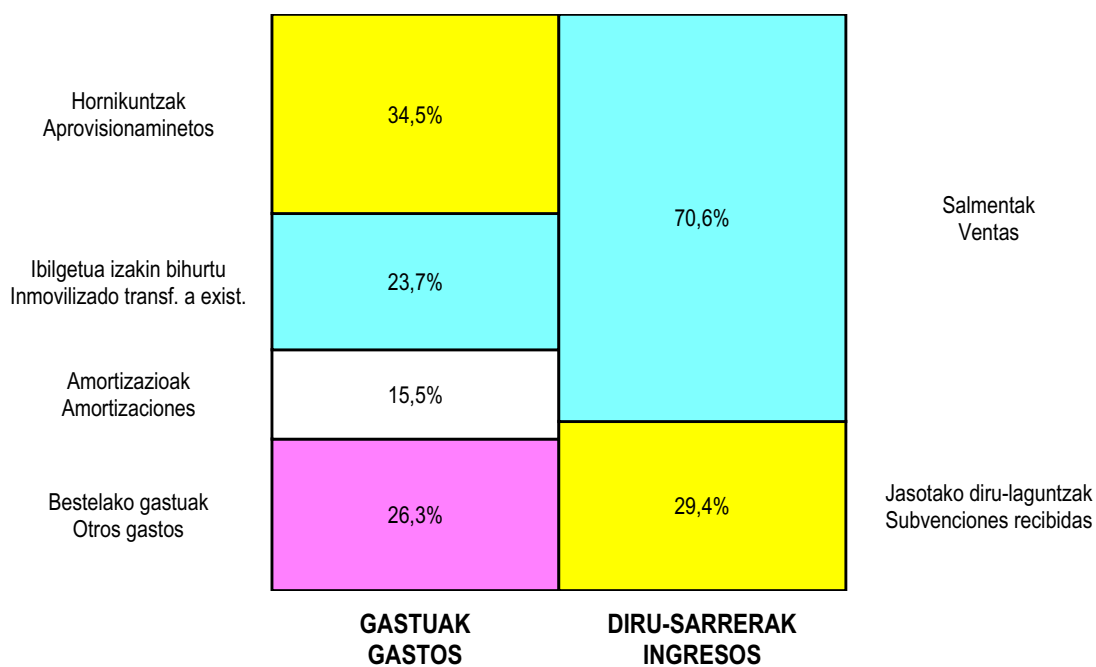 Hornikuntzak
Aprovisionaminetos
34,5%
Ibilgetua izakin bihurtu
Inmovilizado transf. a exist.
23,7%
Amortizazioak
Amortizaciones
15,5%
Bestelako gastuak
Otros gastos
26,3%
70,6%
Salmentak
Ventas
29,4%
Jasotako diru-laguntzak
Subvenciones recibidas
GASTUAK
GASTOS
DIRU-SARRERAK
INGRESOS